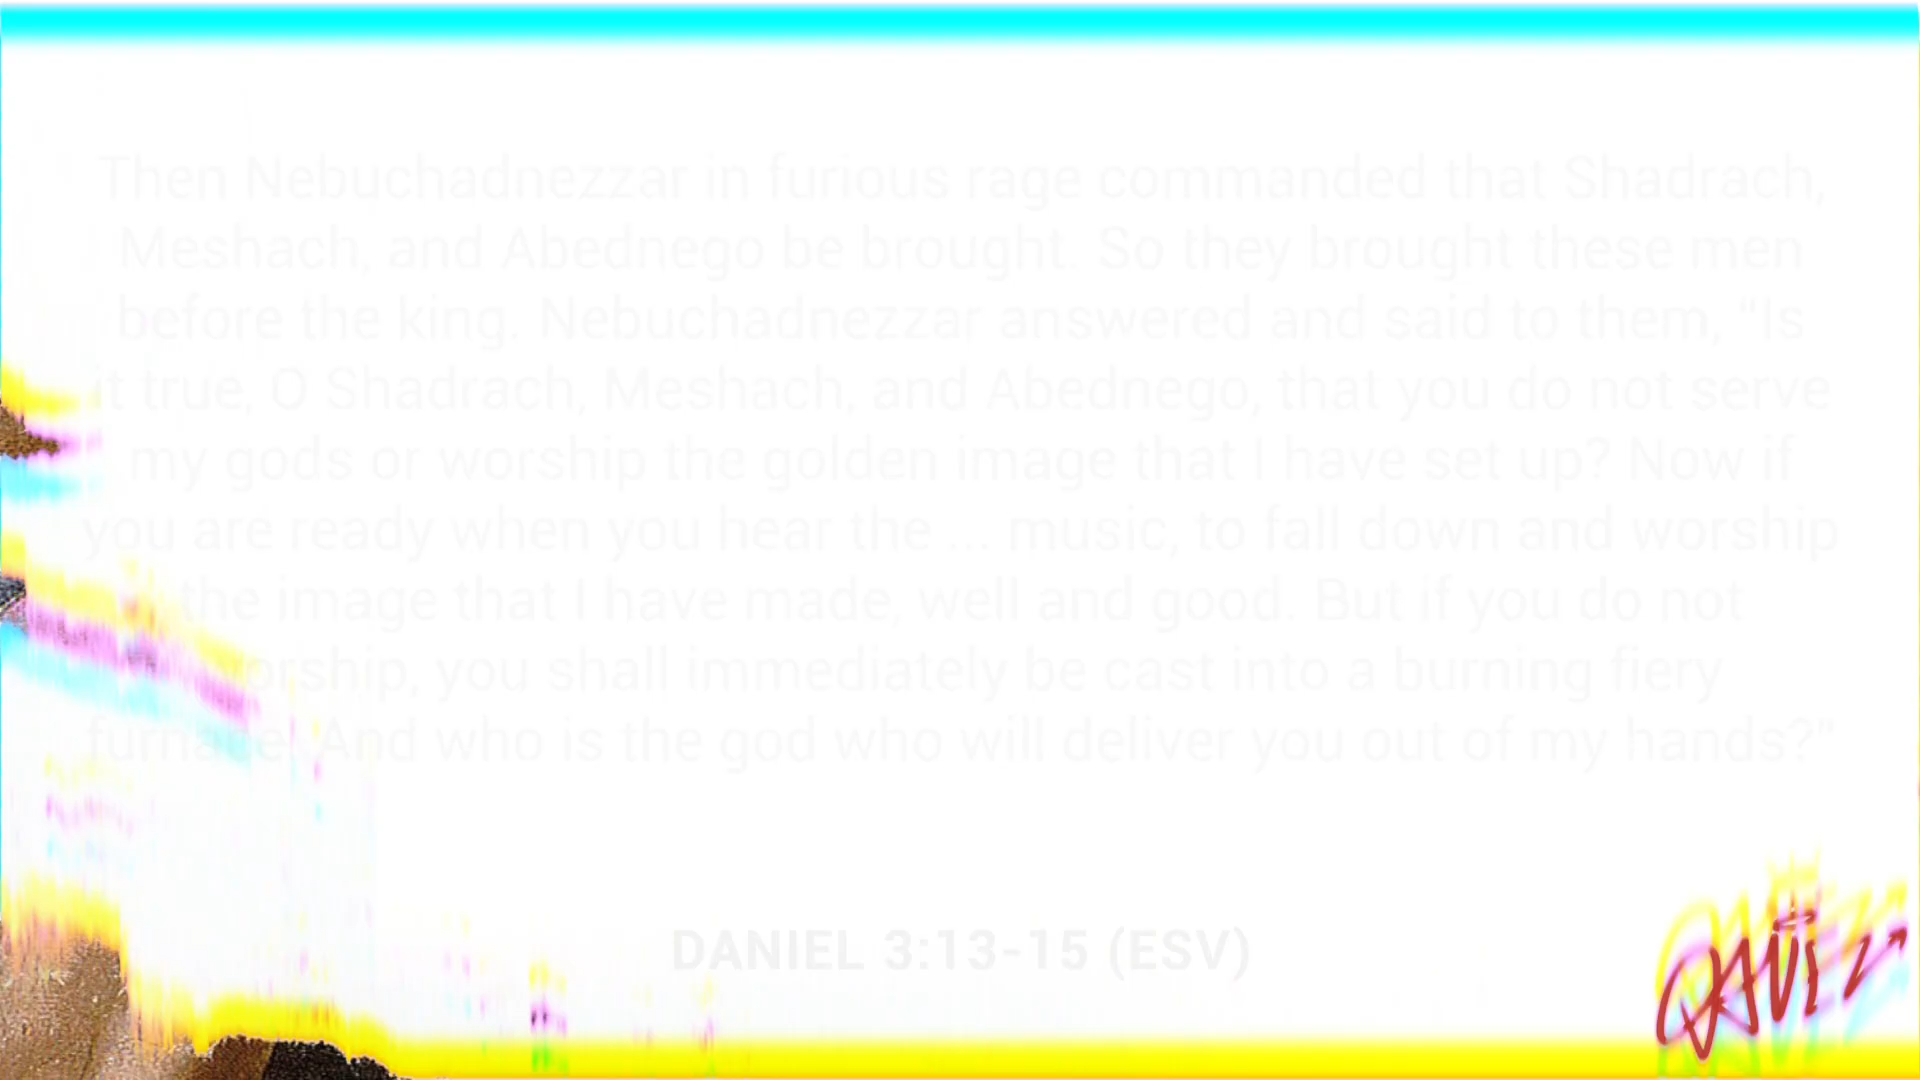 Then Nebuchadnezzar in furious rage commanded that Shadrach,
Meshach, and Abednego be brought. So they brought these men
before the king. Nebuchadnezzar answered and said to them, “Is
it true, O Shadrach, Meshach, and Abednego, that you do not serve
my gods or worship the golden image that I have set up? Now if
you are ready when you hear the ... music, to fall down and worship
the image that I have made, well and good. But if you do not
worship, you shall immediately be cast into a burning fiery
furnace. And who is the god who will deliver you out of my hands?”
DANIEL 3:13-15 (ESV)